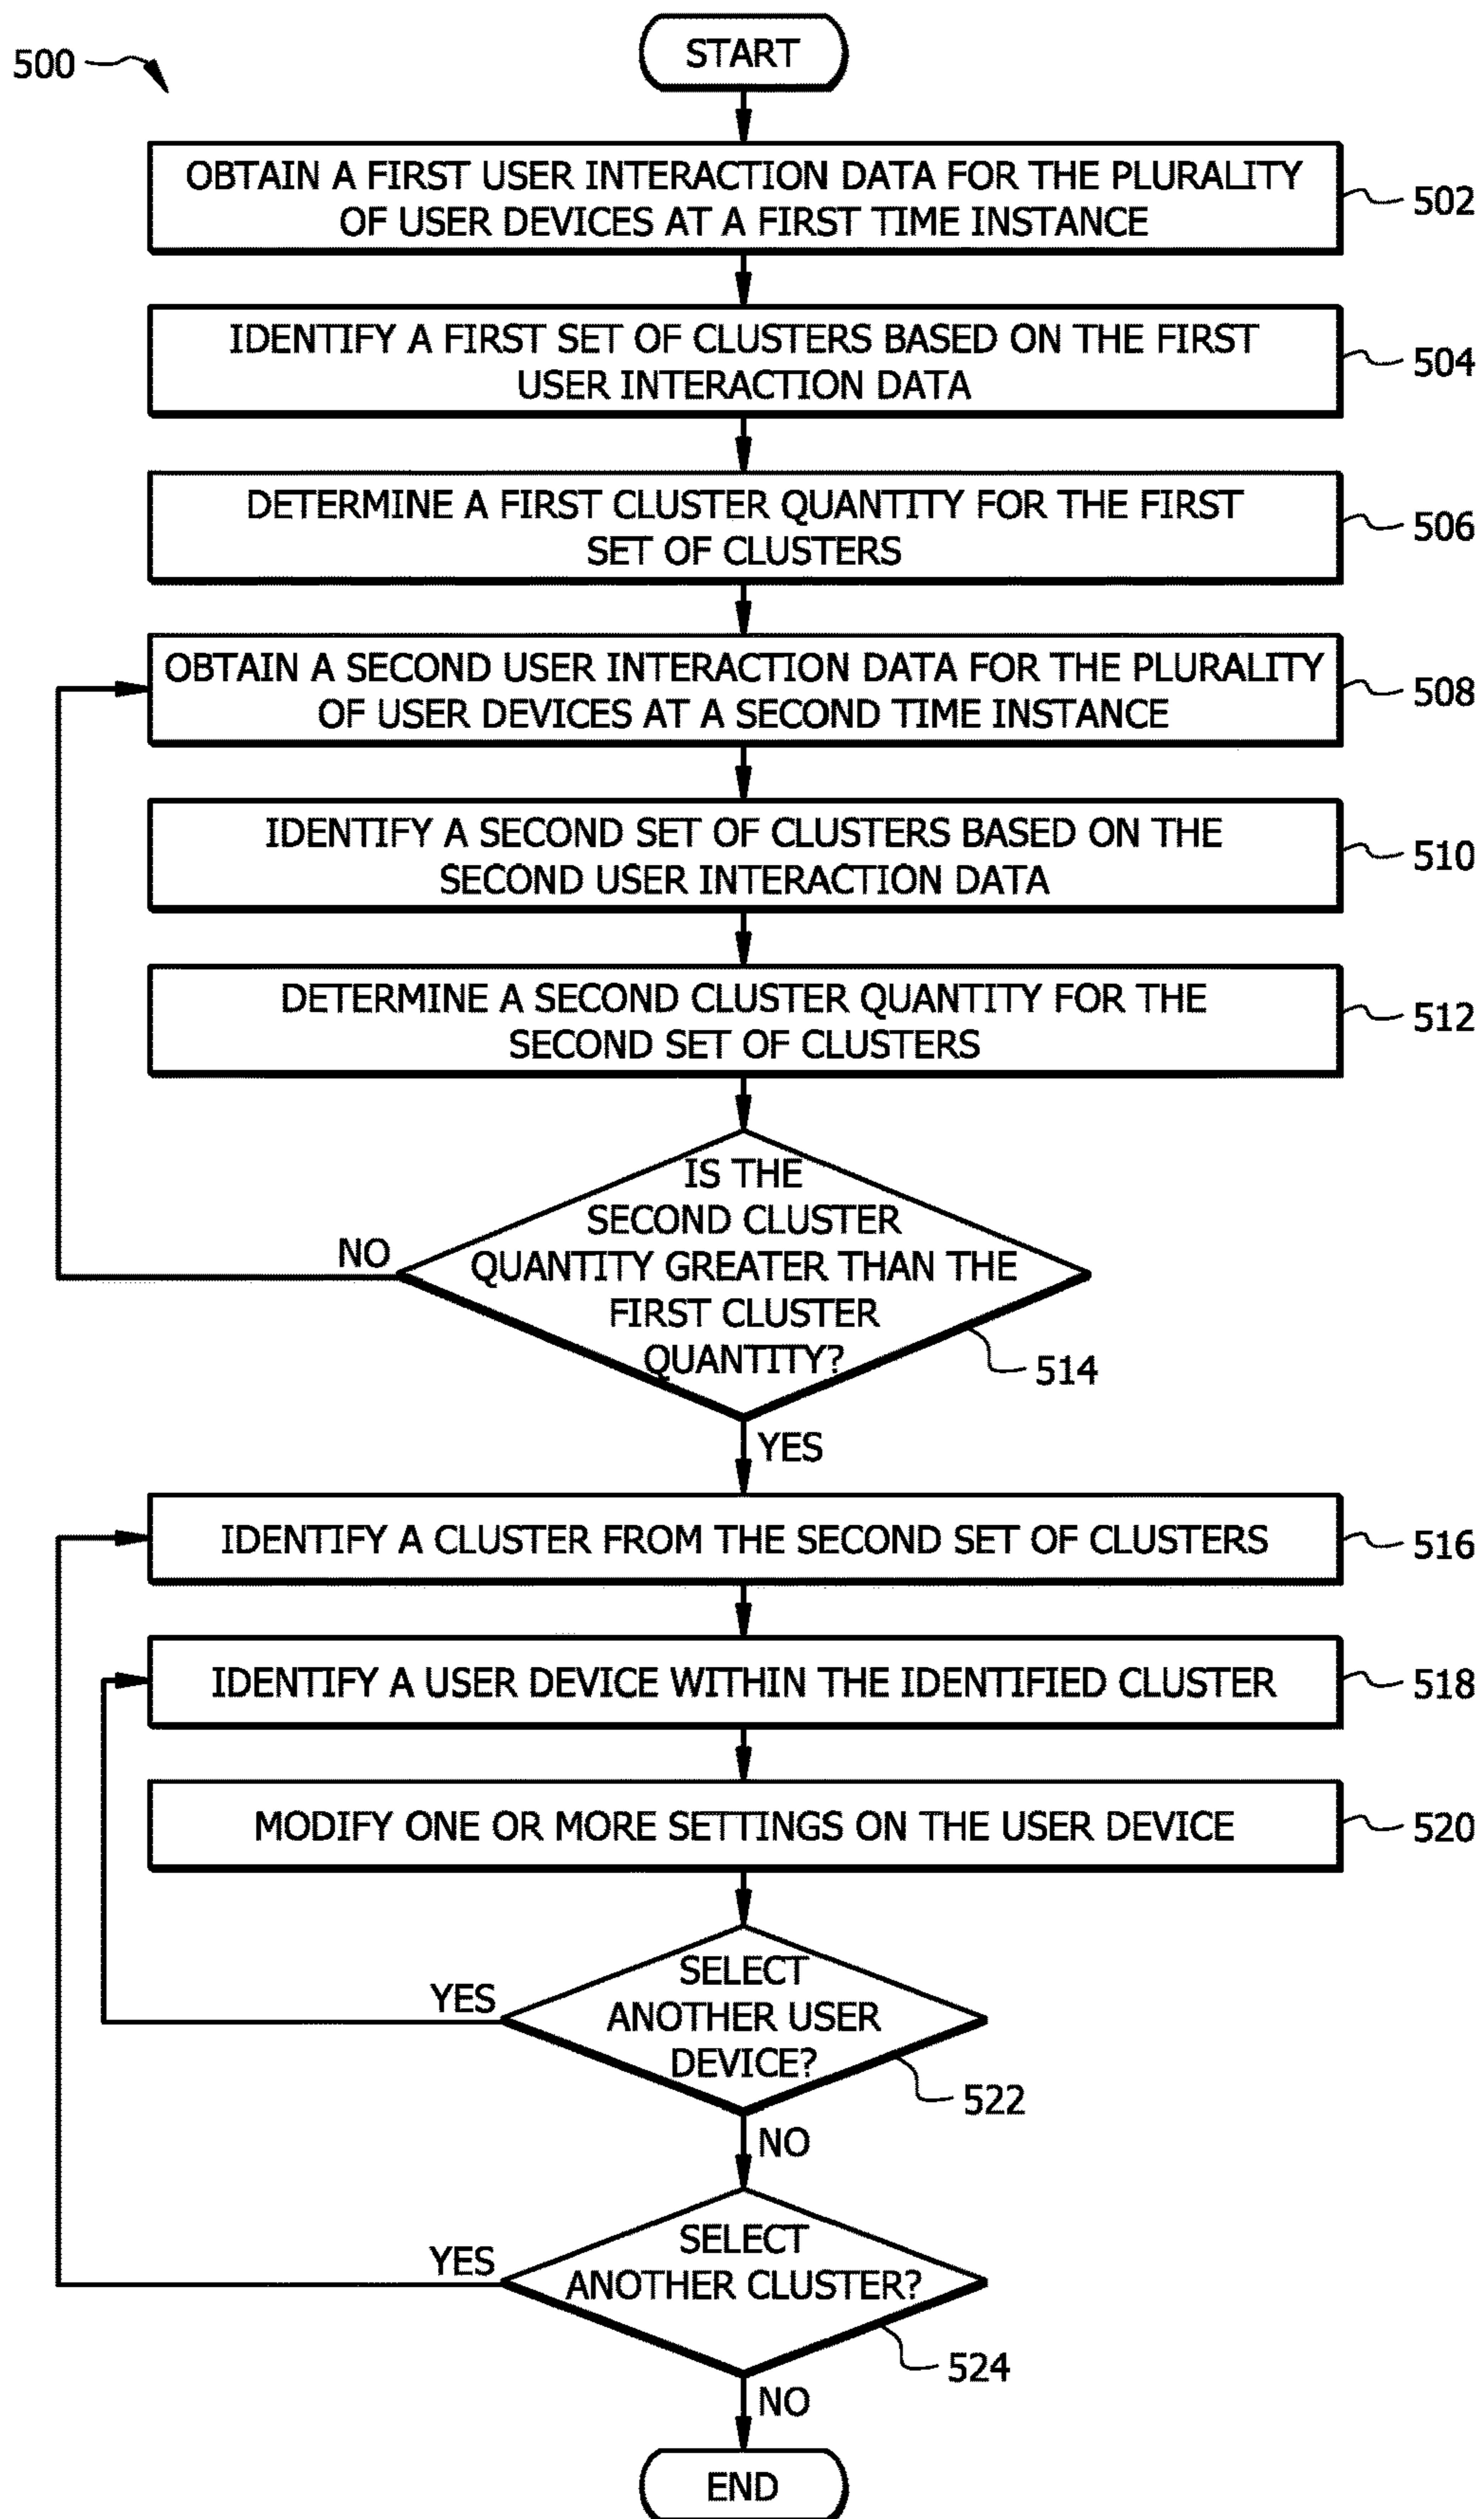 500
START
OBTAIN A FIRST USER INTERACTION DATA FOR THE PLURALITY
OF USER DEVICES AT A FIRST TIME INSTANCE
502
IDENTIFY A FIRST SET OF CLUSTERS BASED ON THE FIRST
USER INTERACTION DATA
504
DETERMINE A FIRST CLUSTER QUANTITY FOR THE FIRST
SET OF CLUSTERS
506
OBTAIN A SECOND USER INTERACTION DATA FOR THE PLURALITY
OF USER DEVICES AT A SECOND TIME INSTANCE
508
IDENTIFY A SECOND SET OF CLUSTERS BASED ON THE
SECOND USER INTERACTION DATA
510
DETERMINE A SECOND CLUSTER QUANTITY FOR THE
SECOND SET OF CLUSTERS
512
IS THE
SECOND CLUSTER
QUANTITY GREATER THAN THE
FIRST CLUSTER
QUANTITY?
NO
514
YES
IDENTIFY A CLUSTER FROM THE SECOND SET OF CLUSTERS
516
IDENTIFY A USER DEVICE WITHIN THE IDENTIFIED CLUSTER
518
MODIFY ONE OR MORE SETTINGS ON THE USER DEVICE
520
SELECT
ANOTHER USER
DEVICE?
YES
522
NO
SELECT
ANOTHER CLUSTER?
YES
524
NO
END